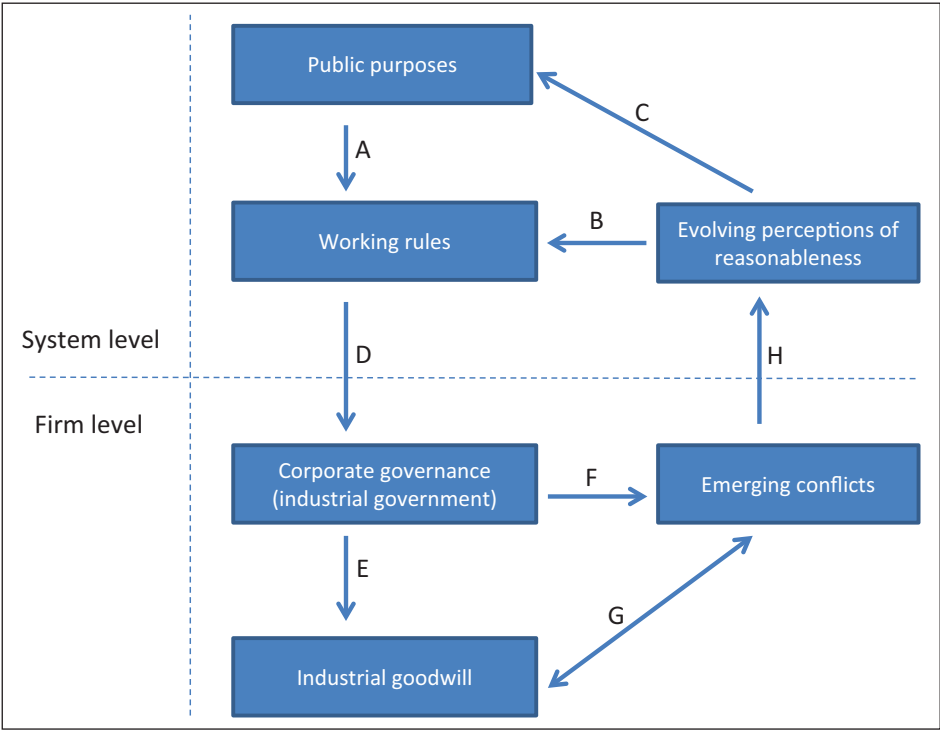 Public purposes
C
A
B
Working rules
Evolving perceptions of
reasonableness
System level
D
H
Firm level
Corporate governance
(industrial government)
F
Emerging conflicts
E
G
Industrial goodwill